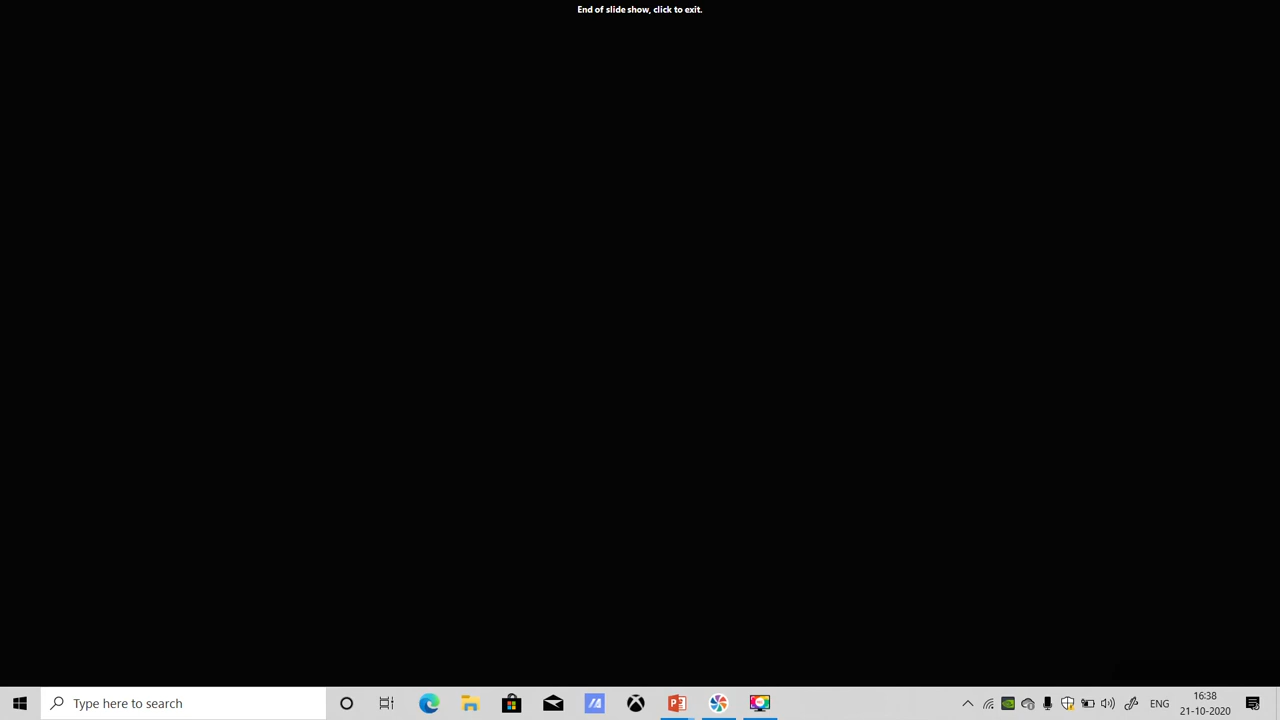 End of slide show, click to exit.
Type here to search
ENG
16:38
21-10-2020